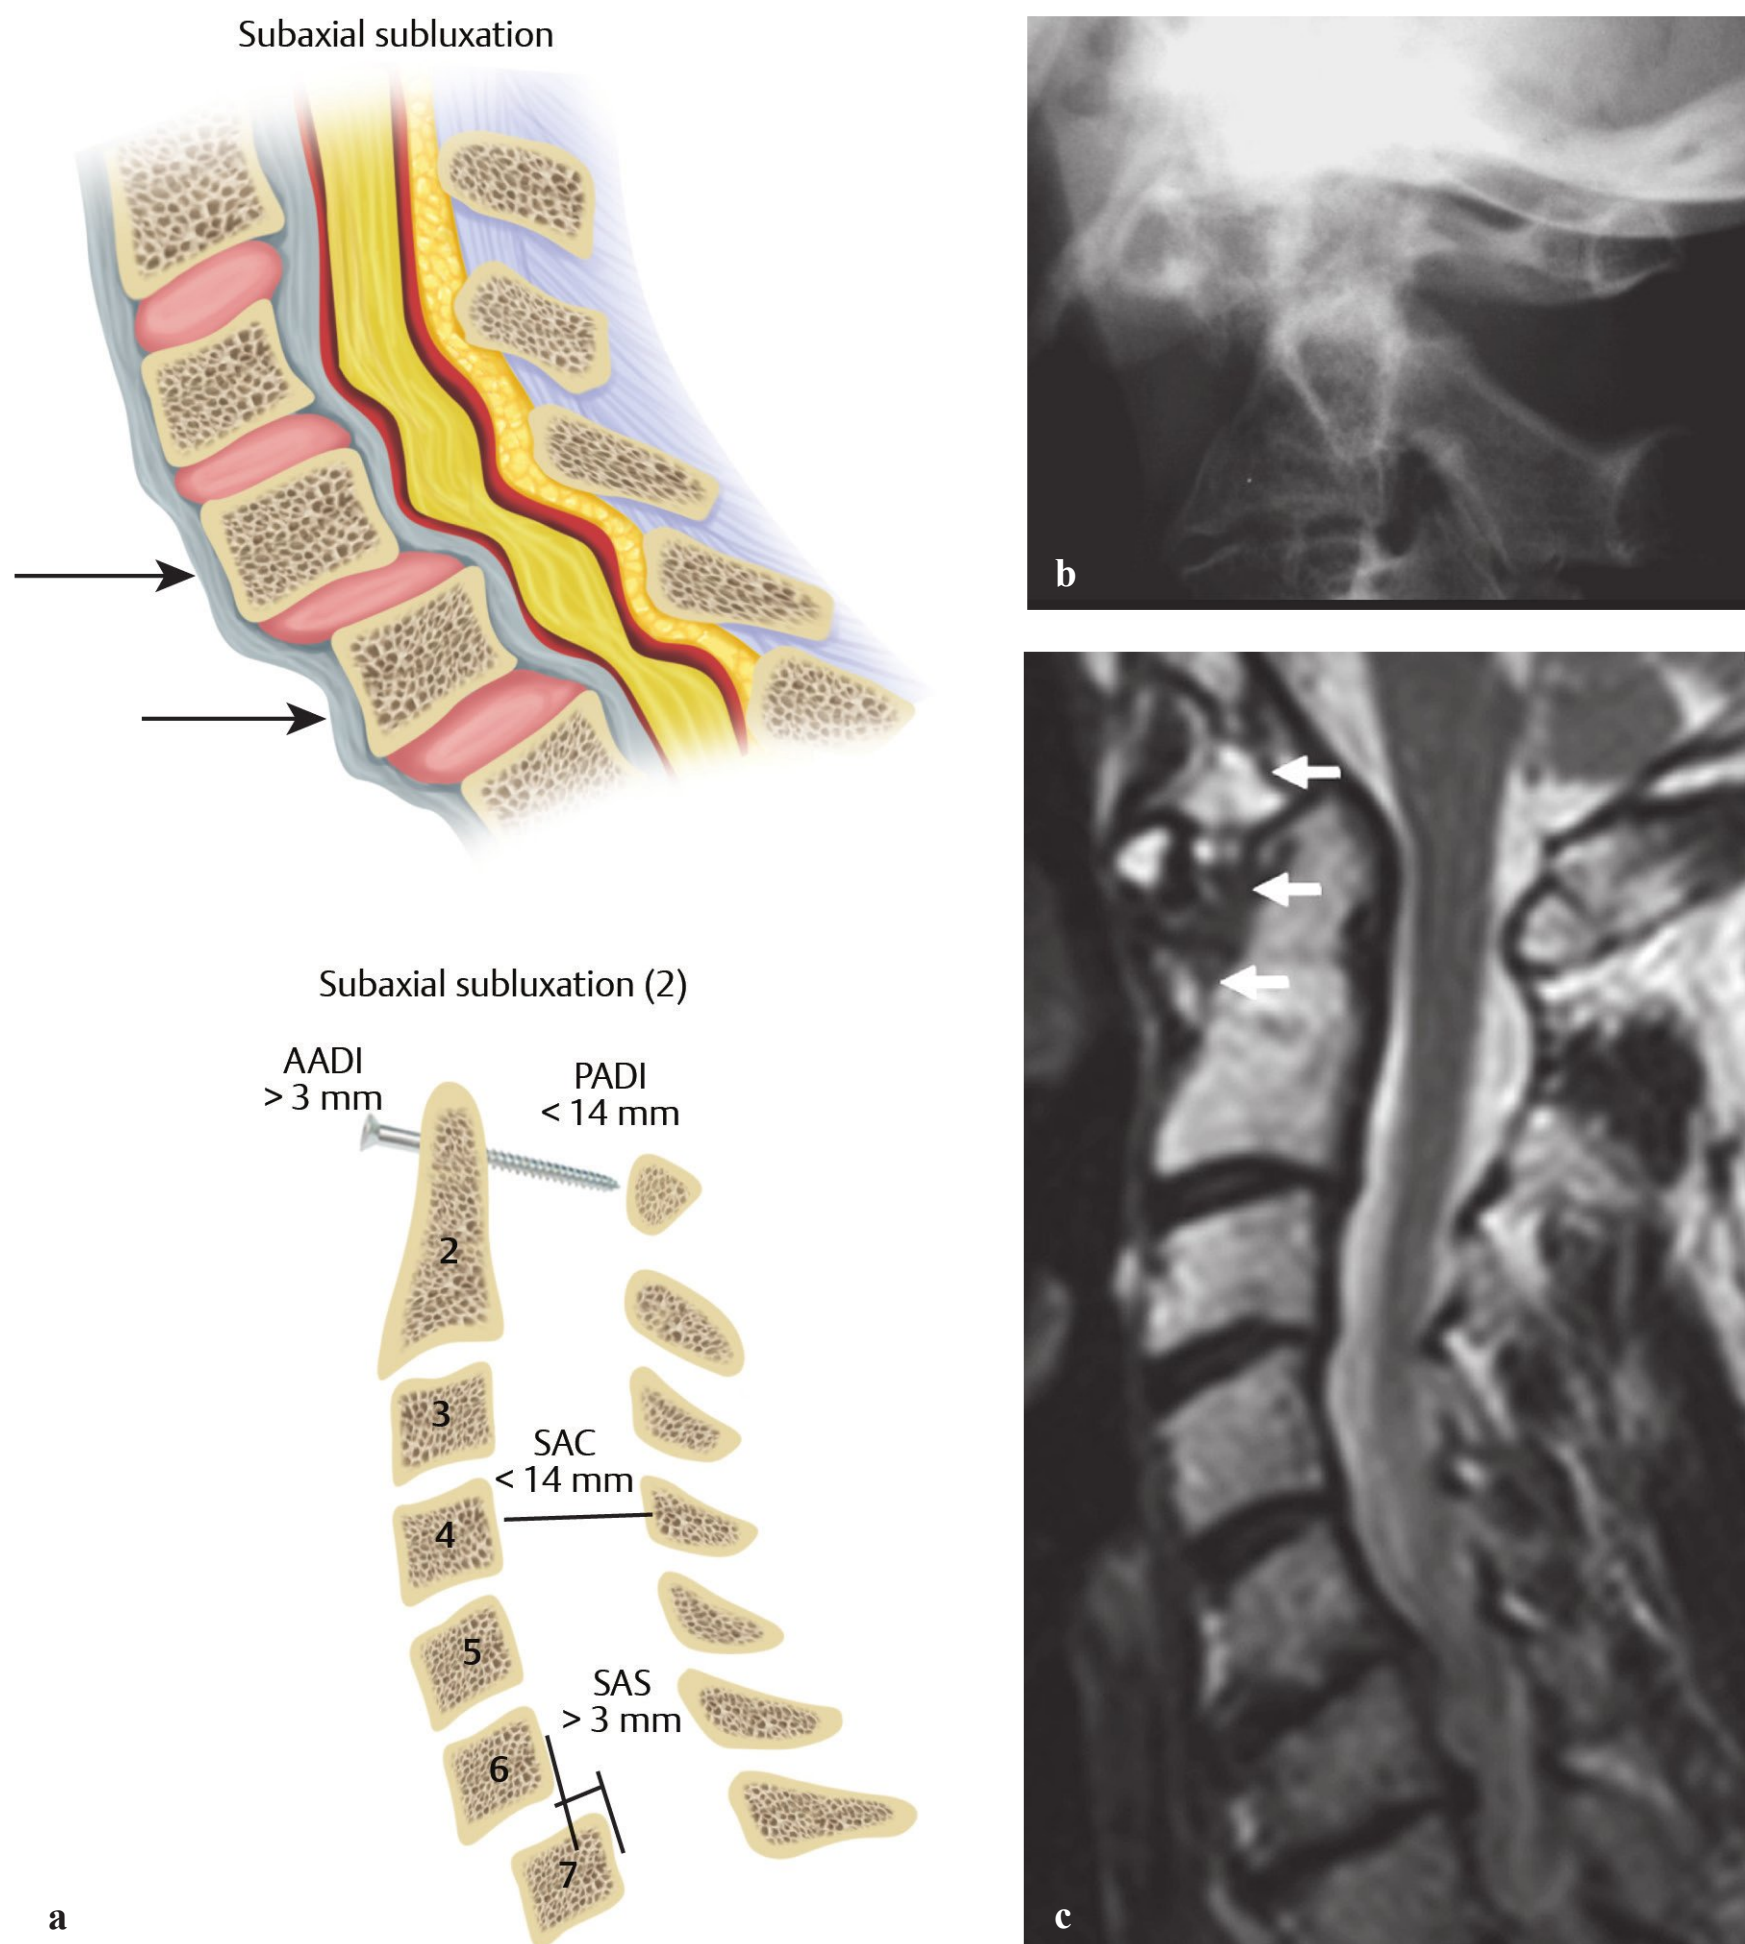 Subaxial subluxation
b
Subaxial subluxation (2)
AADI
> 3 mm
PADI
< 14 mm
2
3
SAC
< 14 mm
4
5
SAS
> 3 mm
6
7
a
c